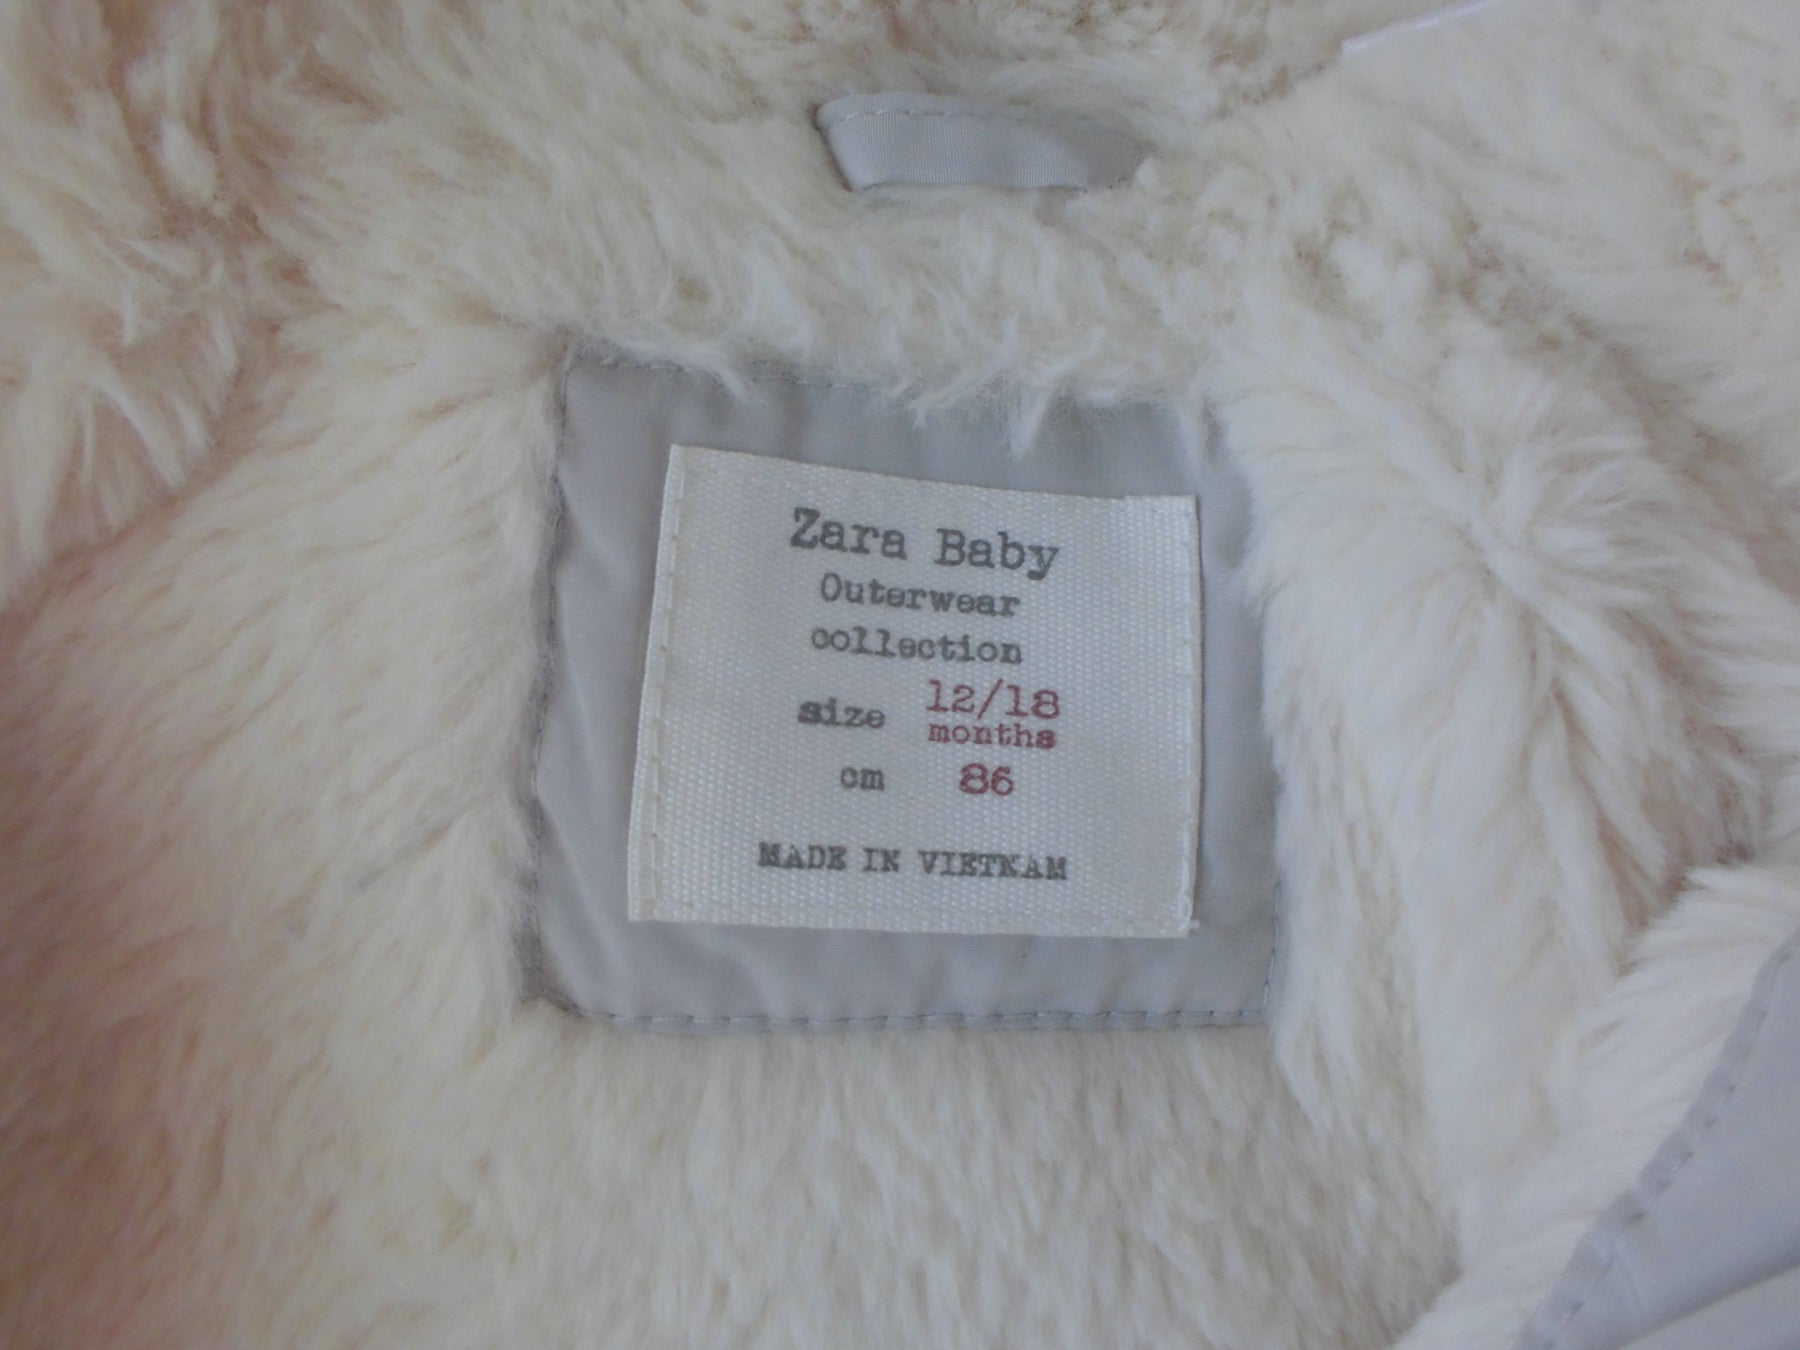 Zara Baby
Outerwear
collection
size 12/18
months
cm 86
MADE IN VIETNAM